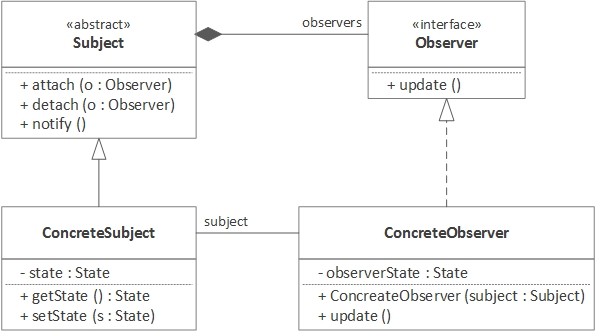 «abstract»
Subject
+ attach (o : Observer)
+ detach (o : Observer)
+ notify ()
observers
«interface»
Observer
+ update ()
ConcreteSubject
- state : State
+ getState () : State
+ setState (s : State)
subject
ConcreteObserver
- observerState : State
+ ConcreateObserver (subject : Subject)
+ update ()